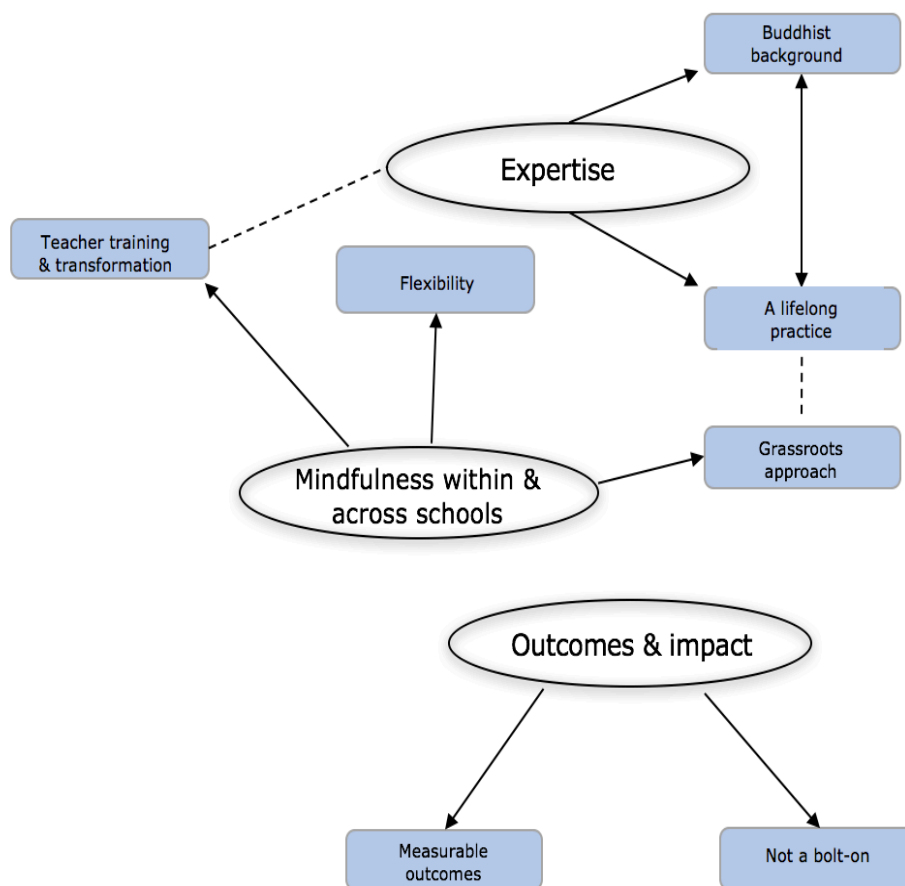 Buddhist
background
Expertise
Teacher training
& transformation
Flexibility
A lifelong
practice
Grassroots
approach
Mindfulness within &
across schools
Outcomes & impact
Measurable
outcomes
Not a bolt-on